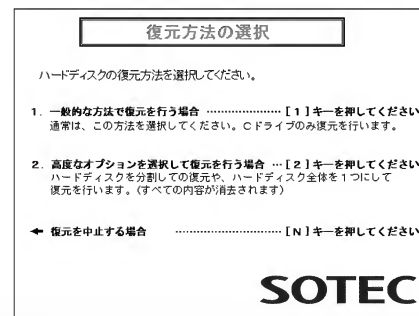 復元方法の選択
ハードディスクの復元方法を選択してください。
1. 一般的な方法で復元を行う場合 …………………[1]キーを押してください
通常は、この方法を選択してください。Cドライブのみ復元を行います。
2. 高度なオプションを選択して復元を行う場合 …[2]キーを押してください
ハードディスクを分割しての復元や、ハードディスク全体を1つにして
復元を行います。(すべての内容が消去されます)
← 復元を中止する場合 …………………………[N]キーを押してください
SOTEC